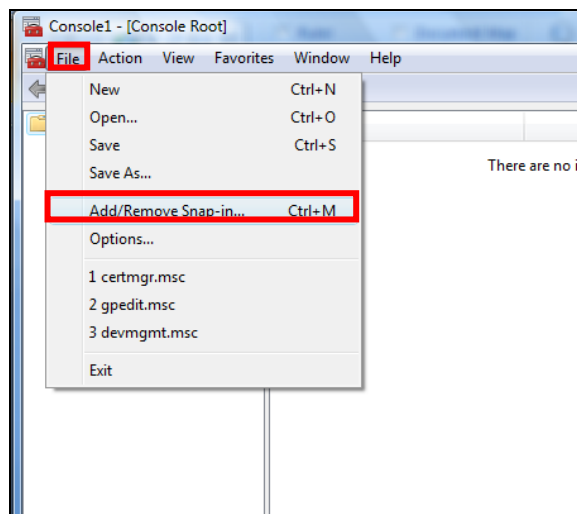 Console1 - [Console Root]
File Action View Favorites Window Help
New Ctrl+N
Open... Ctrl+O
Save Ctrl+S
Save As...
There are no i
Add/Remove Snap-in... Ctrl+M
Options...
1 certmgr.msc
2 gpedit.msc
3 devmgmt.msc
Exit